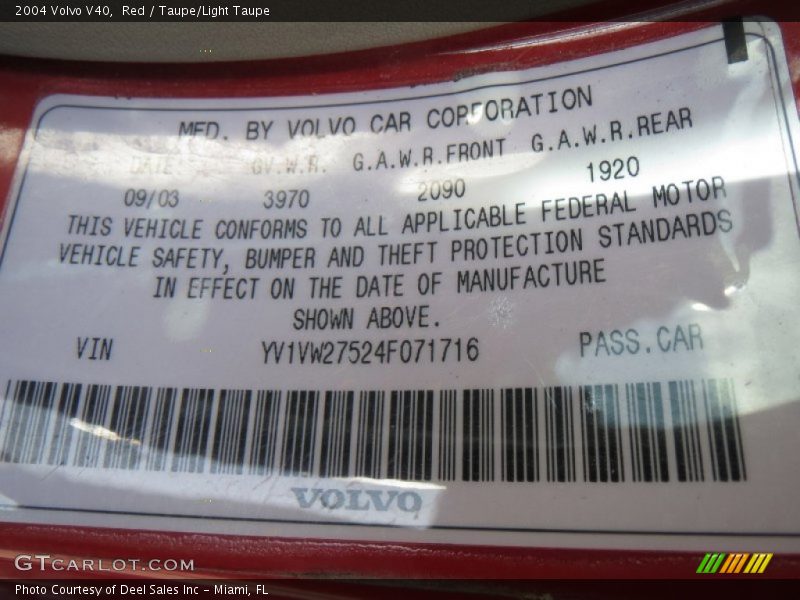 2004 Volvo V40, Red / Taupe/Light Taupe
MFD. BY VOLVO CAR CORPORATION
DATE G.V.W.R. G.A.W.R.FRONT G.A.W.R.REAR
09/03 3970 2090 1920
THIS VEHICLE CONFORMS TO ALL APPLICABLE FEDERAL MOTOR
VEHICLE SAFETY, BUMPER AND THEFT PROTECTION STANDARDS
IN EFFECT ON THE DATE OF MANUFACTURE
SHOWN ABOVE.
VIN YV1VW27524F071716 PASS.CAR
VOLVO
GTCARLOT.COM
Photo Courtesy of Deel Sales Inc - Miami, FL